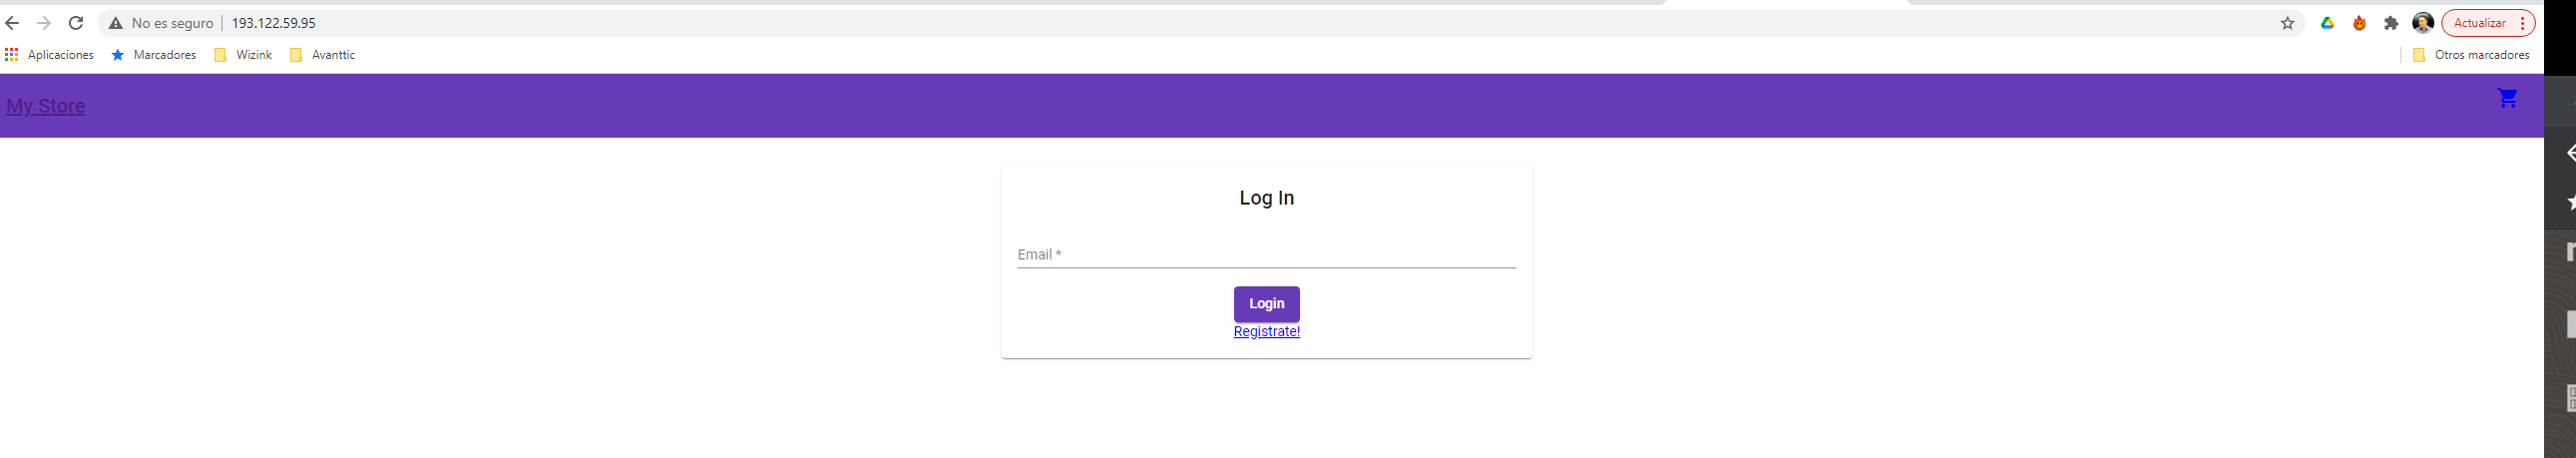 No es seguro 193.122.59.95 Actualizar
Aplicaciones Marcadores Wizink Avanttic Otros marcadores
My Store
Log In
Email *
Login
Registrate!